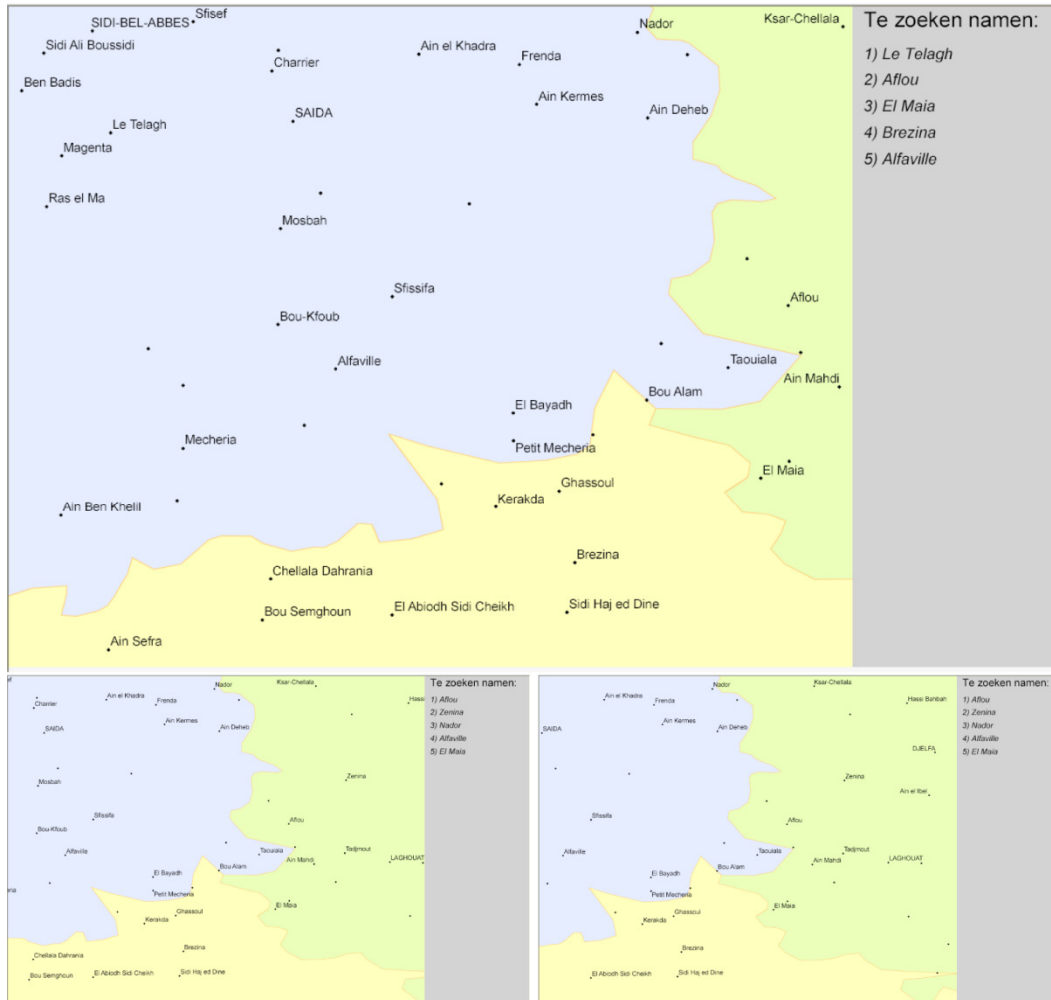 Sfisef
SIDI-BEL-ABBES
Nador
Ksar-Chellala
Sidi Ali Boussidi
Ain el Khadra
Charrier
Frenda
Ben Badis
Ain Kermes
SAIDA
Ain Deheb
Le Telagh
Magenta
Ras el Ma
Mosbah
Sfissifa
Aflou
Bou-Kfoub
Alfaville
Taouiala
Ain Mahdi
Bou Alam
El Bayadh
Mecheria
Petit Mecheria
El Maia
Ghassoul
Kerakda
Ain Ben Khelil
Brezina
Chellala Dahrania
Bou Semghoun
El Abiodh Sidi Cheikh
Sidi Haj ed Dine
Ain Sefra
Te zoeken namen:
1) Le Telagh
2) Aflou
3) El Maia
4) Brezina
5) Alfaville
Nador
Ksar-Chellala
Ain el Khadra
Frenda
Charrier
Hassi
Ain Kermes
SAIDA
Ain Deheb
Mosbah
Zenina
Sfissifa
Aflou
Bou-Kfoub
Alfaville
Taouiala
Tadjmout
Ain Mahdi
LAGHOUAT
Bou Alam
El Bayadh
Petit Mecheria
El Maia
Ghassoul
Kerakda
Brezina
Chellala Dahrania
Bou Semghoun
El Abiodh Sidi Cheikh
Sidi Haj ed Dine
Te zoeken namen:
1) Aflou
2) Zenina
3) Nador
4) Alfaville
5) El Maia
Nador
Ksar-Chellala
Ain el Khadra
Frenda
Hassi Bahbah
Ain Kermes
SAIDA
Ain Deheb
DJELFA
Zenina
Ain el Ibel
Sfissifa
Aflou
Alfaville
Taouiala
Tadjmout
Ain Mahdi
LAGHOUAT
Bou Alam
El Bayadh
Petit Mecheria
El Maia
Ghassoul
Kerakda
Brezina
El Abiodh Sidi Cheikh
Sidi Haj ed Dine
Te zoeken namen:
1) Aflou
2) Zenina
3) Nador
4) Alfaville
5) El Maia